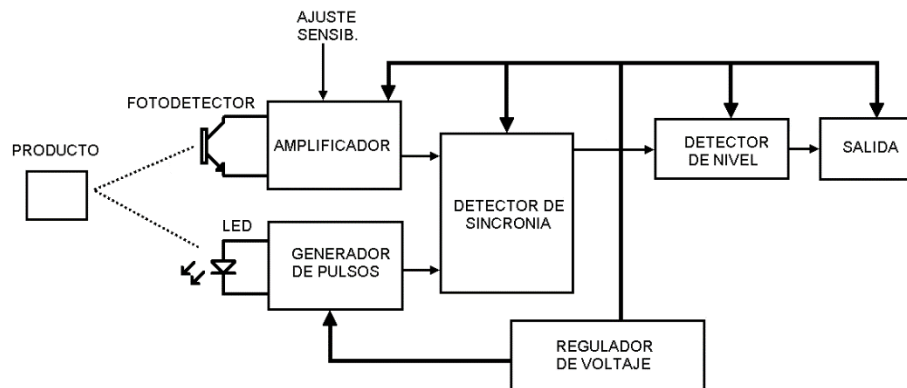 AJUSTE
SENSIB.
FOTODETECTOR
PRODUCTO
AMPLIFICADOR
DETECTOR
DE NIVEL
SALIDA
DETECTOR DE
SINCRONIA
LED
GENERADOR
DE PULSOS
REGULADOR
DE VOLTAJE